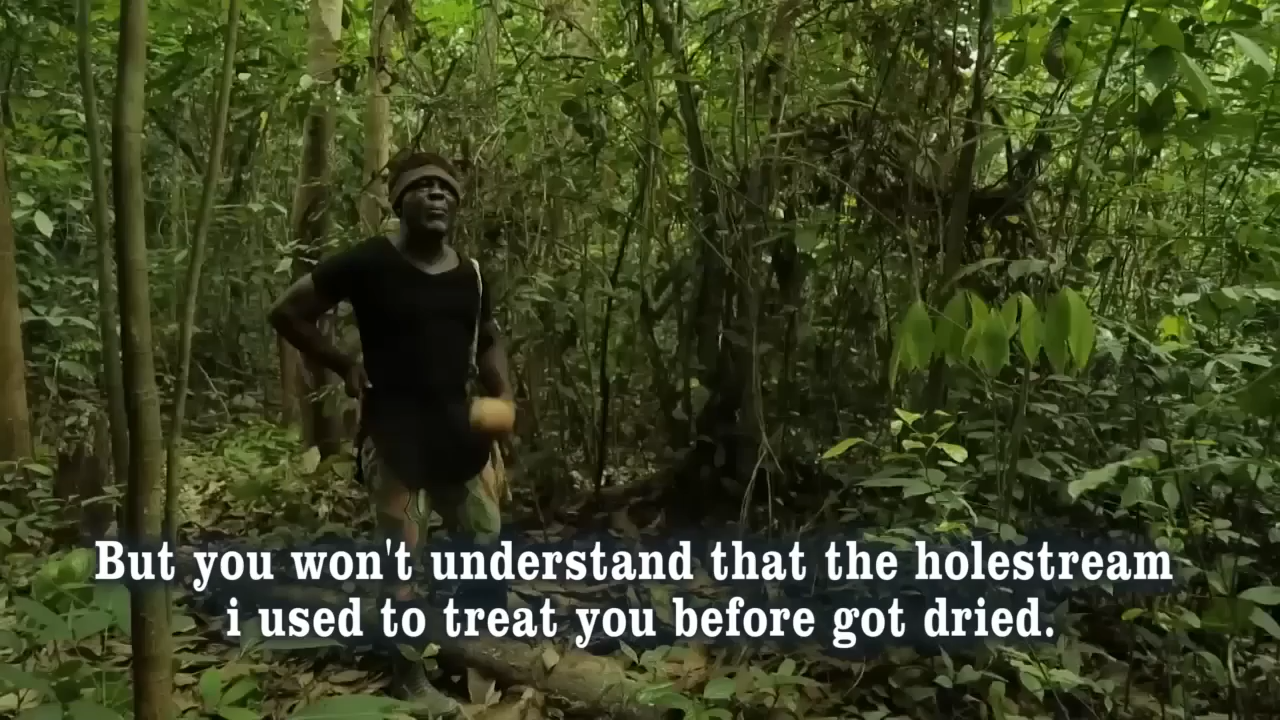 But you won't understand that the holestream
i used to treat you before got dried.